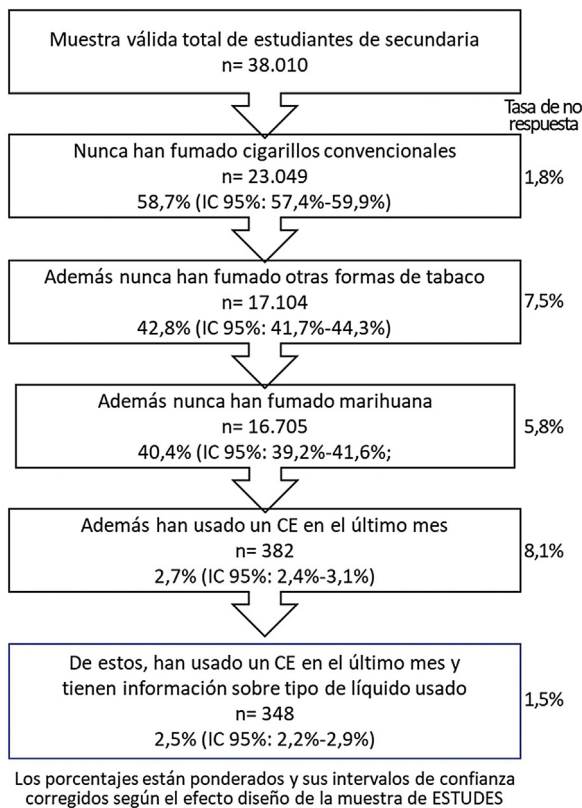 Muestra válida total de estudiantes de secundaria
n= 38.010
Tasa de no
respuesta
Nunca han fumado cigarillos convencionales
n= 23.049
58,7% (IC 95%: 57,4%-59,9%)
1,8%
Además nunca han fumado otras formas de tabaco
n= 17.104
42,8% (IC 95%: 41,7%-44,3%)
7,5%
Además nunca han fumado marihuana
n= 16.705
40,4% (IC 95%: 39,2%-41,6%;
5,8%
Además han usado un CE en el último mes
n= 382
2,7% (IC 95%: 2,4%-3,1%)
8,1%
De estos, han usado un CE en el último mes y
tienen información sobre tipo de líquido usado
n= 348
2,5% (IC 95%: 2,2%-2,9%)
1,5%
Los porcentajes están ponderados y sus intervalos de confianza
corregidos según el efecto diseño de la muestra de ESTUDES